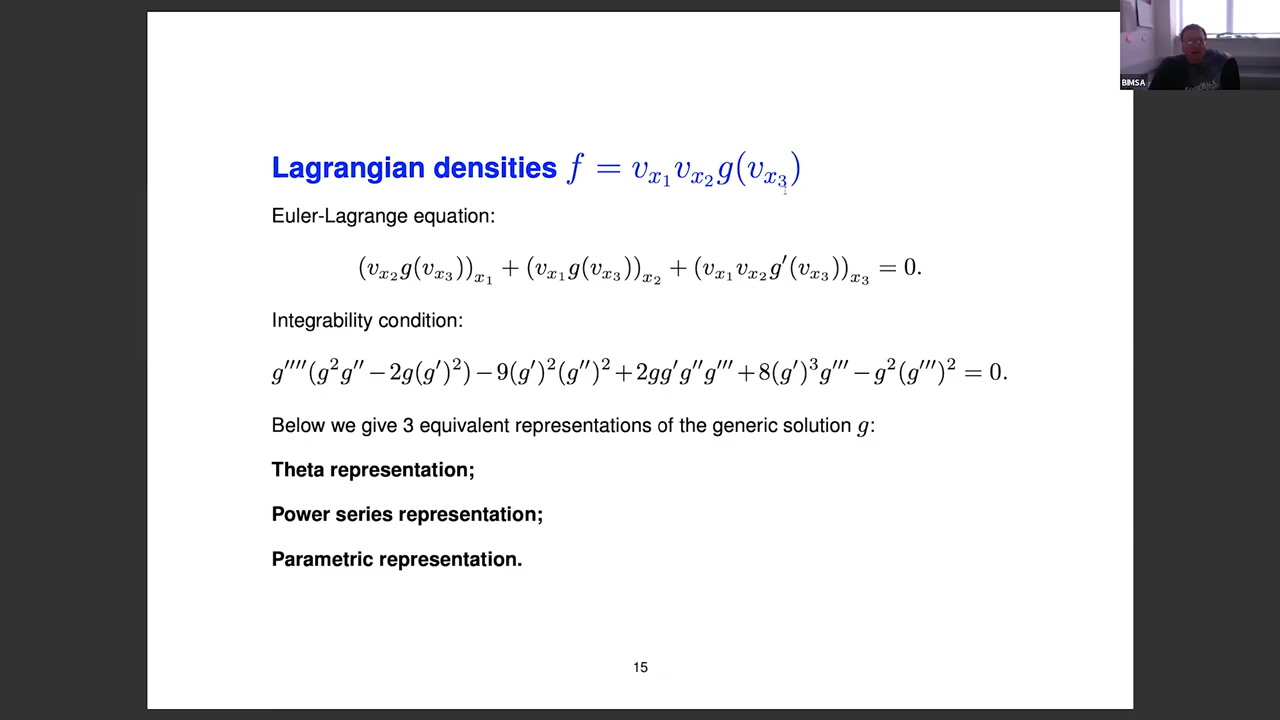 BIMSA
Lagrangian densities f = v_{x_1} v_{x_2} g(v_{x_3})
Euler-Lagrange equation:
(v_{x_2} g(v_{x_3}))_{x_1} + (v_{x_1} g(v_{x_3}))_{x_2} + (v_{x_1} v_{x_2} g′(v_{x_3}))_{x_3} = 0.
Integrability condition:
g′′′′(g²g′′ − 2g(g′)²) − 9(g′)²(g′′)² + 2gg′g′′g′′′ + 8(g′)³g′′′ − g²(g′′′)² = 0.
Below we give 3 equivalent representations of the generic solution g:
Theta representation;
Power series representation;
Parametric representation.
15